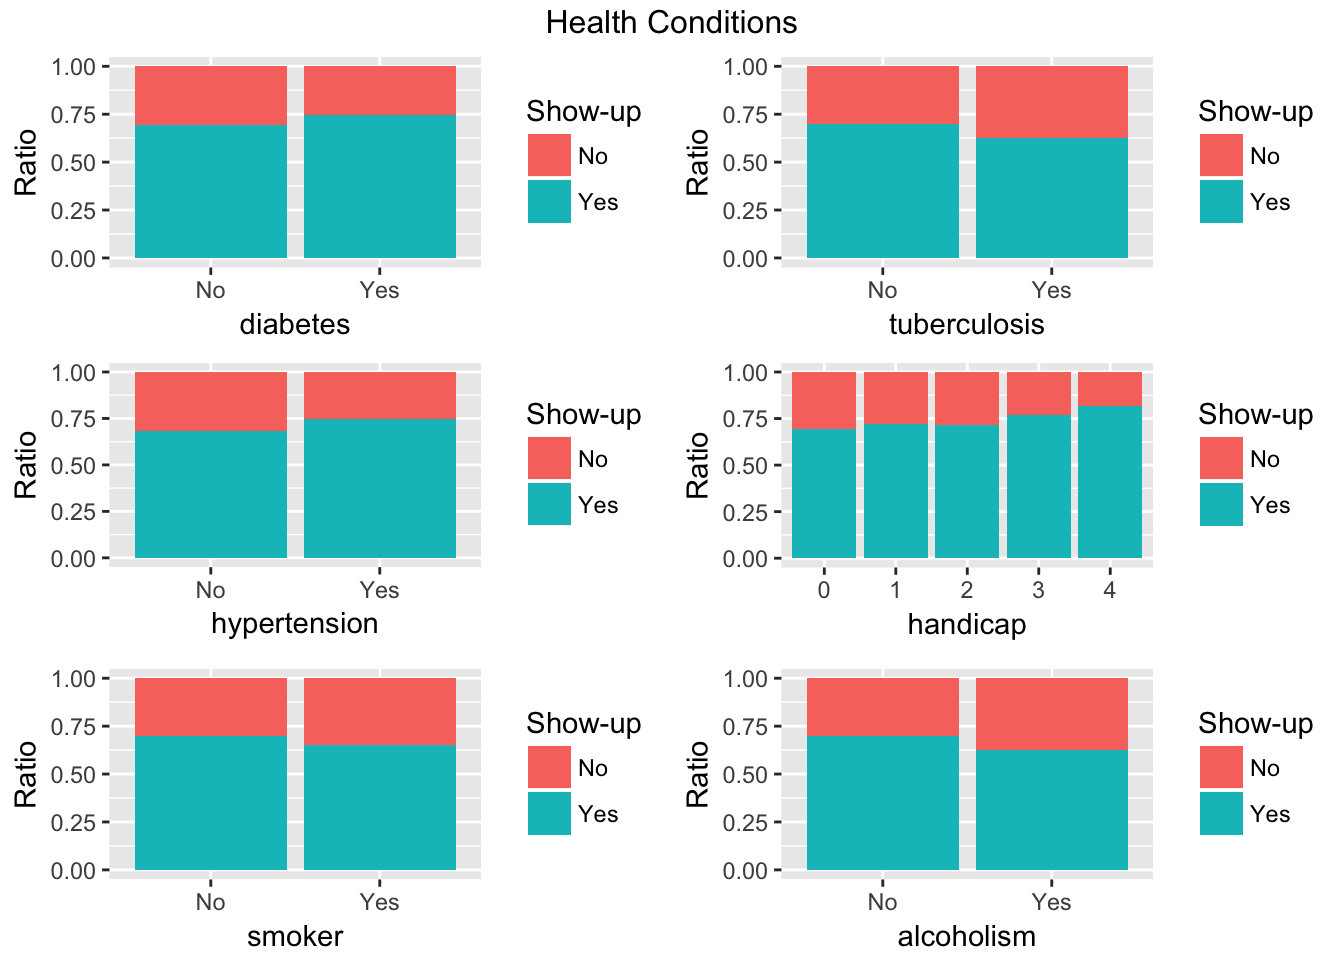 Health Conditions
1.00
0.75
0.50
0.25
0.00
Ratio
No Yes
diabetes
Show-up
No
Yes
1.00
0.75
0.50
0.25
0.00
Ratio
No Yes
tuberculosis
Show-up
No
Yes
1.00
0.75
0.50
0.25
0.00
Ratio
No Yes
hypertension
Show-up
No
Yes
1.00
0.75
0.50
0.25
0.00
Ratio
0 1 2 3 4
handicap
Show-up
No
Yes
1.00
0.75
0.50
0.25
0.00
Ratio
No Yes
smoker
Show-up
No
Yes
1.00
0.75
0.50
0.25
0.00
Ratio
No Yes
alcoholism
Show-up
No
Yes